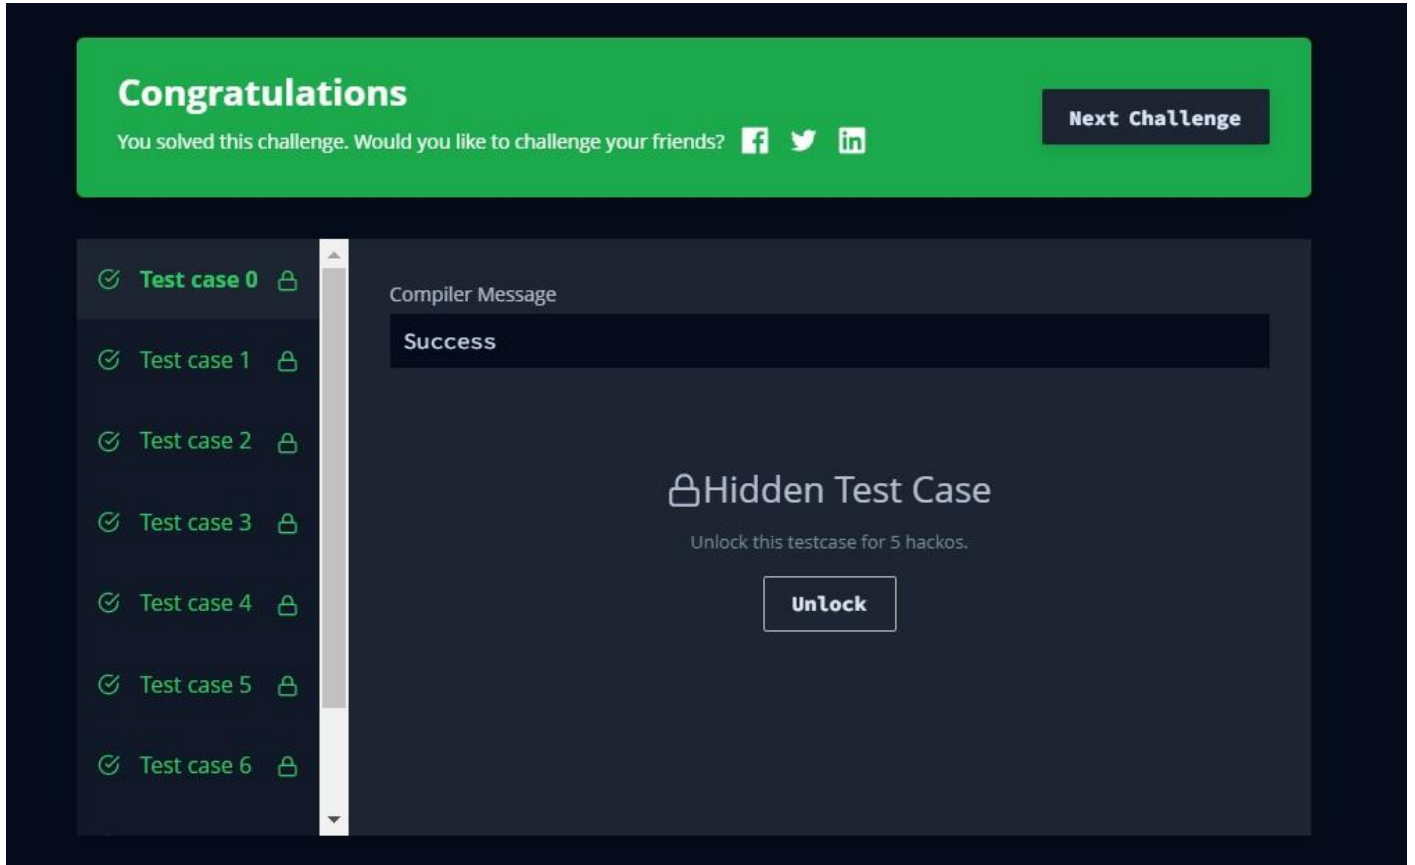 Congratulations
You solved this challenge. Would you like to challenge your friends?
Next Challenge
Test case 0
Test case 1
Test case 2
Test case 3
Test case 4
Test case 5
Test case 6
Compiler Message
Success
Hidden Test Case
Unlock this testcase for 5 hackos.
Unlock